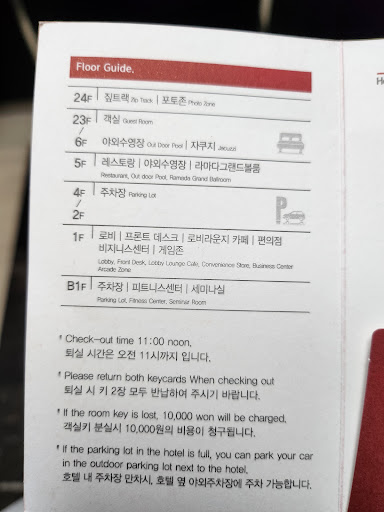 Floor Guide.
24F 짚트랙 Zip Track | 포토존 Photo Zone
23F 객실 Guest Room
/
6F 야외수영장 Out Door Pool | 자쿠지 Jacuzzi
5F 레스토랑 | 야외수영장 | 라마다그랜드볼룸
Restaurant, Out door Pool, Ramada Grand Ballroom
4F 주차장 Parking Lot
/
2F
P
1F 로비 | 프론트 데스크 | 로비라운지 카페 | 편의점
비지니스센터 | 게임존
Lobby, Front Desk, Lobby Lounge Cafe, Convenience Store, Business Center
Arcade Zone
B1F 주차장 | 피트니스센터 | 세미나실
Parking Lot, Fitness Center, Seminar Room
* Check-out time 11:00 noon,
퇴실 시간은 오전 11시까지 입니다.
* Please return both keycards When checking out
퇴실 시 키 2장 모두 반납하여 주시기 바랍니다.
* If the room key is lost, 10,000 won will be charged,
객실키 분실시 10,000원의 비용이 청구됩니다.
* If the parking lot in the hotel is full, you can park your car
in the outdoor parking lot next to the hotel,
호텔 내 주차장 만차시, 호텔 옆 야외주차장에 주차 가능합니다.